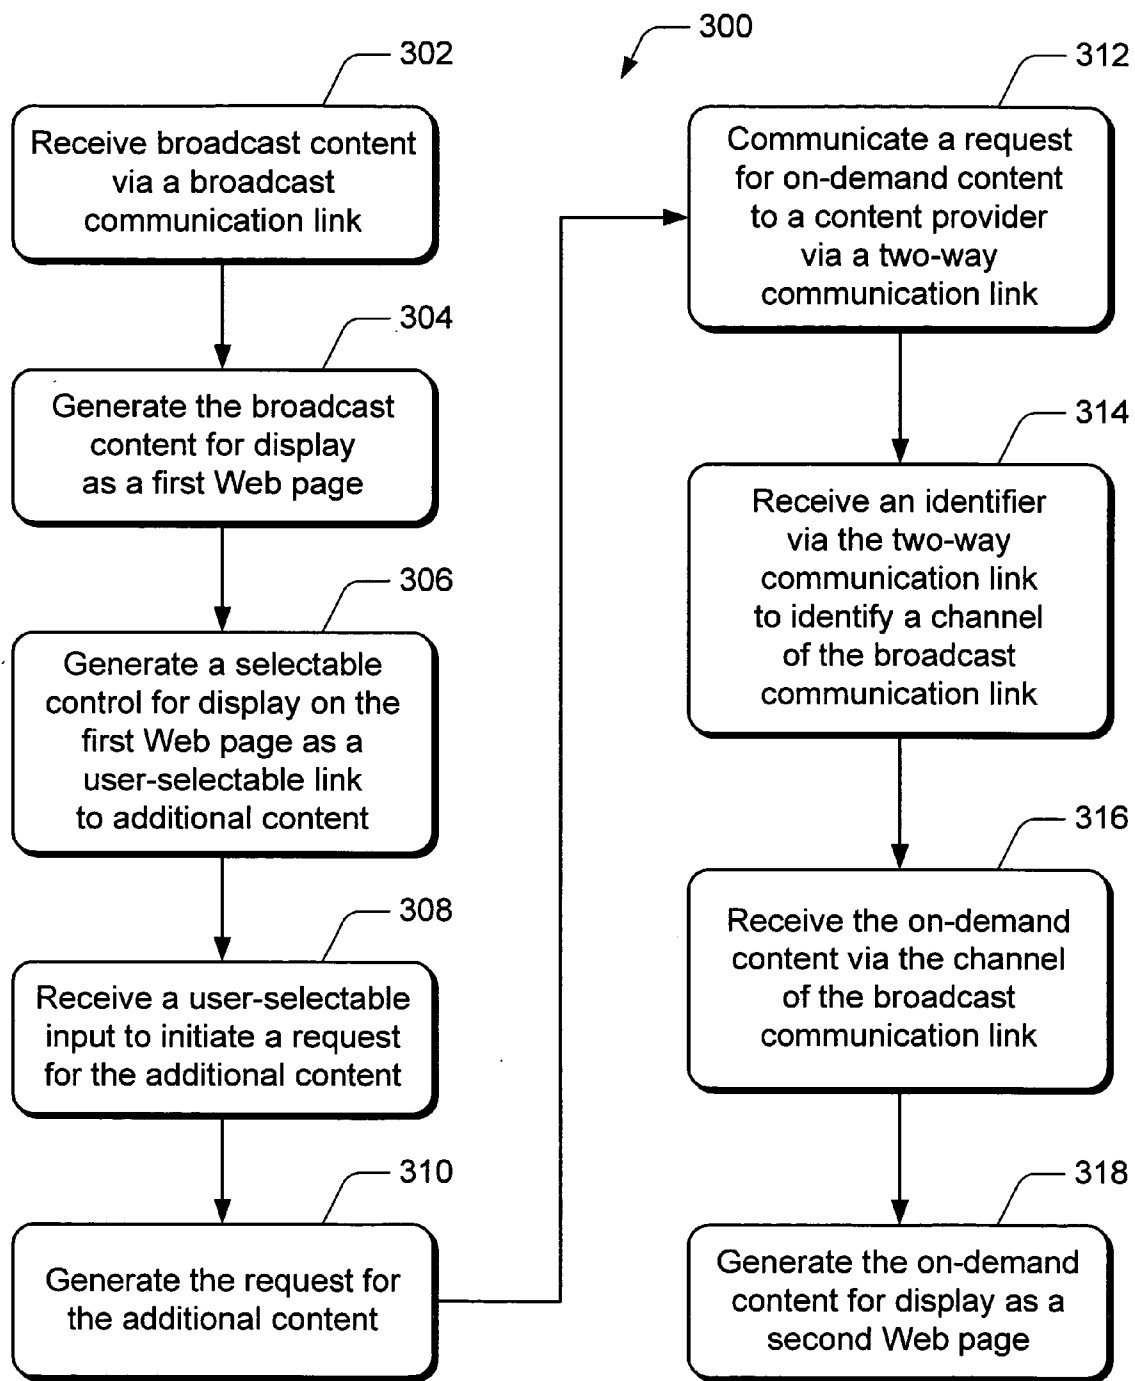 300
302
Receive broadcast content
via a broadcast
communication link
304
Generate the broadcast
content for display
as a first Web page
306
Generate a selectable
control for display on the
first Web page as a
user-selectable link
to additional content
308
Receive a user-selectable
input to initiate a request
for the additional content
310
Generate the request for
the additional content
312
Communicate a request
for on-demand content
to a content provider
via a two-way
communication link
314
Receive an identifier
via the two-way
communication link
to identify a channel
of the broadcast
communication link
316
Receive the on-demand
content via the channel
of the broadcast
communication link
318
Generate the on-demand
content for display as a
second Web page